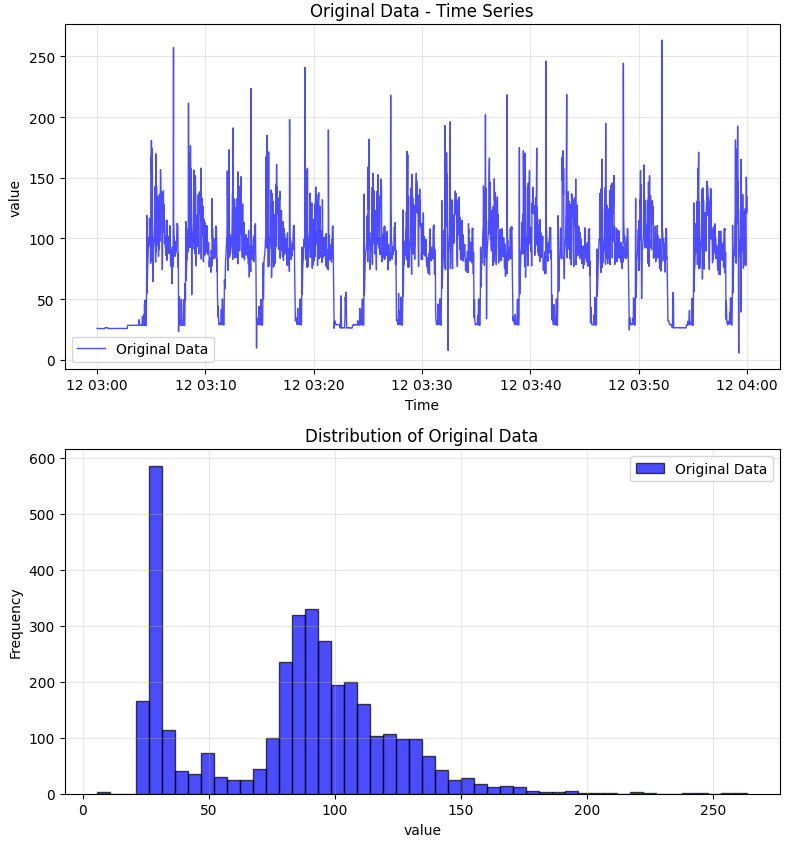 Original Data - Time Series
value
250
200
150
100
50
0
Original Data
12 03:00 12 03:10 12 03:20 12 03:30 12 03:40 12 03:50 12 04:00
Time
Distribution of Original Data
Frequency
600
500
400
300
200
100
0
Original Data
0 50 100 150 200 250
value